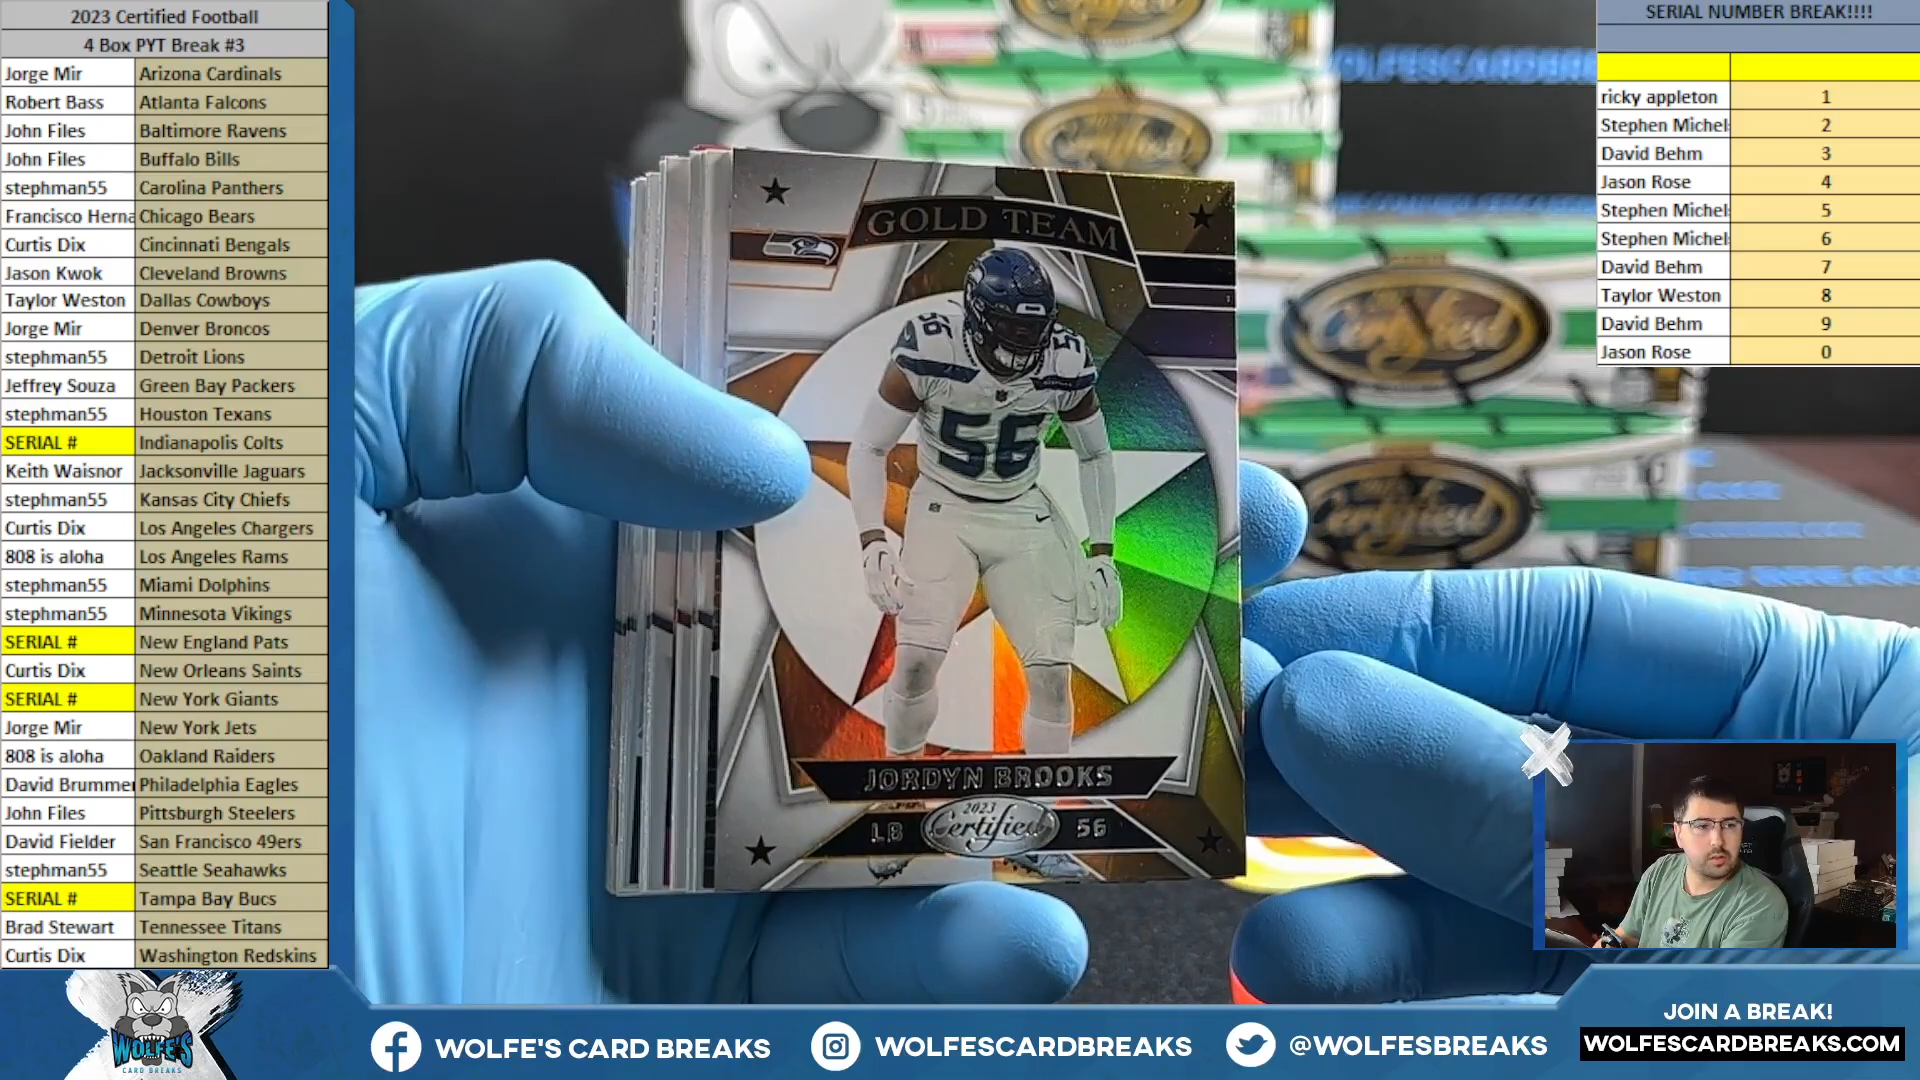 2023 Certified Football
4 Box PYT Break #3
Jorge Mir Arizona Cardinals
Robert Bass Atlanta Falcons
John Files Baltimore Ravens
John Files Buffalo Bills
stephman55 Carolina Panthers
Francisco Herna Chicago Bears
Curtis Dix Cincinnati Bengals
Jason Kwok Cleveland Browns
Taylor Weston Dallas Cowboys
Jorge Mir Denver Broncos
stephman55 Detroit Lions
Jeffrey Souza Green Bay Packers
stephman55 Houston Texans
SERIAL # Indianapolis Colts
Keith Waisnor Jacksonville Jaguars
stephman55 Kansas City Chiefs
Curtis Dix Los Angeles Chargers
808 is aloha Los Angeles Rams
stephman55 Miami Dolphins
stephman55 Minnesota Vikings
SERIAL # New England Pats
Curtis Dix New Orleans Saints
SERIAL # New York Giants
Jorge Mir New York Jets
808 is aloha Oakland Raiders
David Brummer Philadelphia Eagles
John Files Pittsburgh Steelers
David Fielder San Francisco 49ers
stephman55 Seattle Seahawks
SERIAL # Tampa Bay Bucs
Brad Stewart Tennessee Titans
Curtis Dix Washington Redskins
GOLD TEAM
56
56
56
JORDYN BROOKS
2023
LB Certified 56
WOLFESCARDBRE
Certified
Certified
SERIAL NUMBER BREAK!!!!
ricky appleton 1
Stephen Michel 2
David Behm 3
Jason Rose 4
Stephen Michel 5
Stephen Michel 6
David Behm 7
Taylor Weston 8
David Behm 9
Jason Rose 0
WOLFE'S
CARD BREAKS
WOLFE'S CARD BREAKS
WOLFESCARDBREAKS
@WOLFESBREAKS
JOIN A BREAK!
WOLFESCARDBREAKS.COM